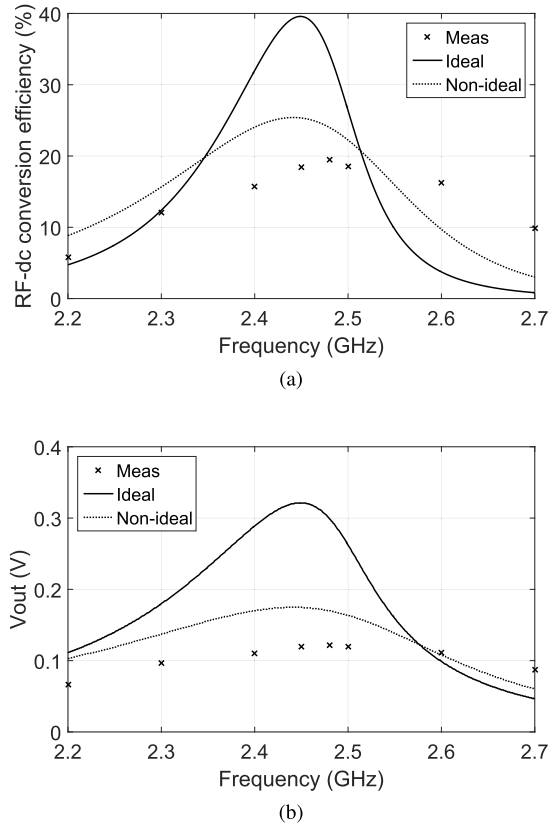 RF-dc conversion efficiency (%)
40
30
20
10
0
Meas
Ideal
Non-ideal
2.2 2.3 2.4 2.5 2.6 2.7
Frequency (GHz)
(a)
Vout (V)
0.4
0.3
0.2
0.1
0
Meas
Ideal
Non-ideal
2.2 2.3 2.4 2.5 2.6 2.7
Frequency (GHz)
(b)